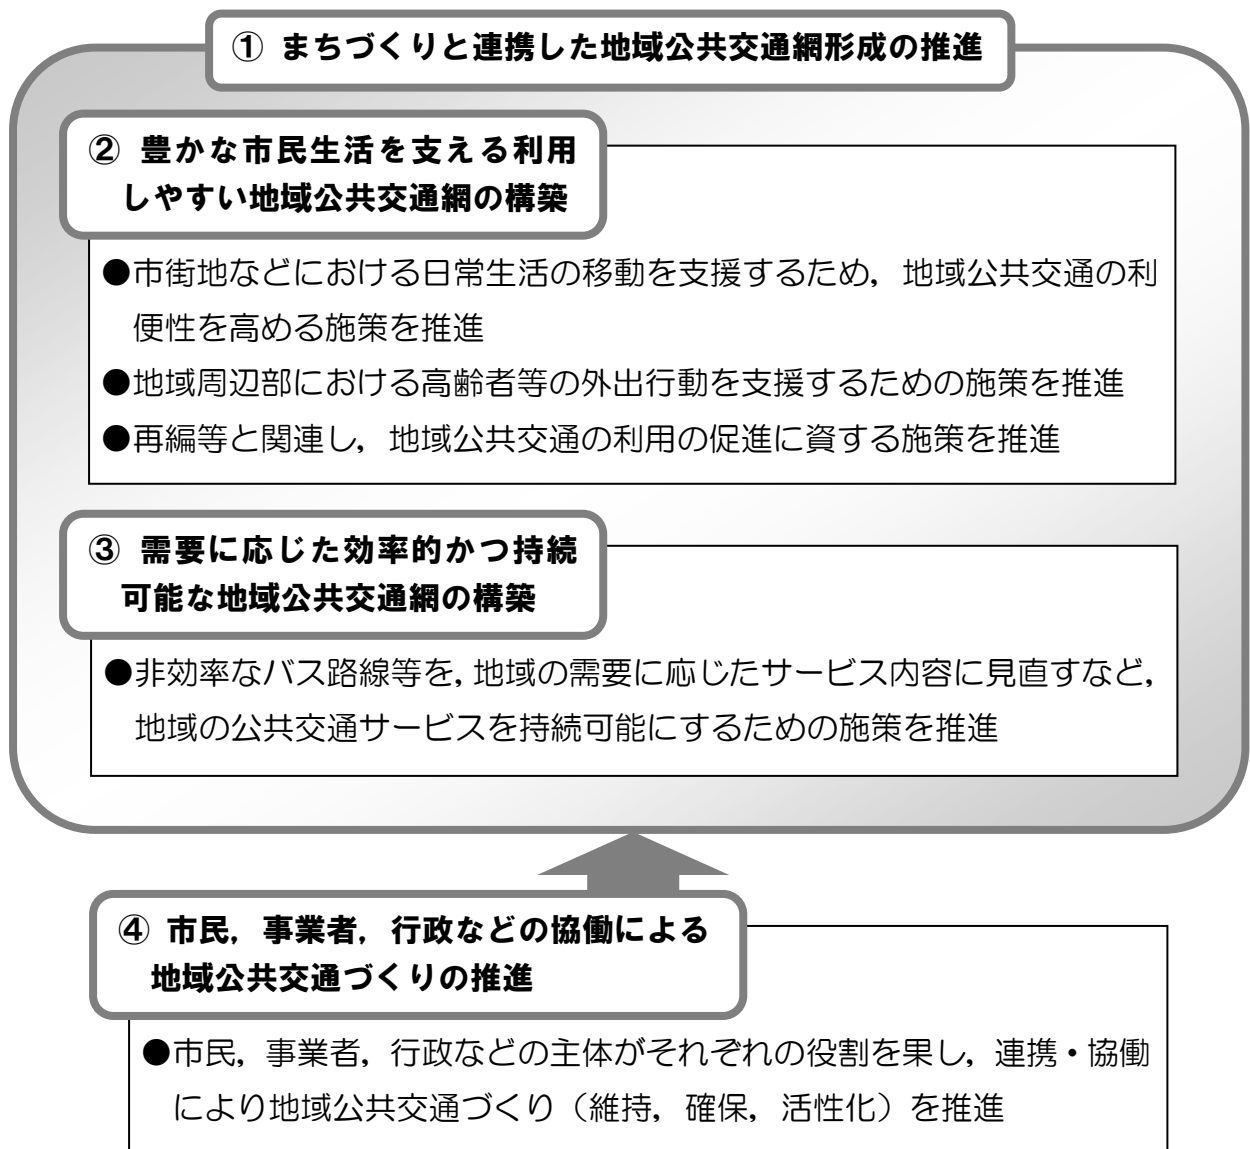 ① まちづくりと連携した地域公共交通網形成の推進
② 豊かな市民生活を支える利用
しやすい地域公共交通網の構築
●市街地などにおける日常生活の移動を支援するため，地域公共交通の利
便性を高める施策を推進
●地域周辺部における高齢者等の外出行動を支援するための施策を推進
●再編等と関連し，地域公共交通の利用の促進に資する施策を推進
③ 需要に応じた効率的かつ持続
可能な地域公共交通網の構築
●非効率なバス路線等を，地域の需要に応じたサービス内容に見直すなど，
地域の公共交通サービスを持続可能にするための施策を推進
④ 市民，事業者，行政などの協働による
地域公共交通づくりの推進
●市民，事業者，行政などの主体がそれぞれの役割を果し，連携・協働
により地域公共交通づくり（維持，確保，活性化）を推進